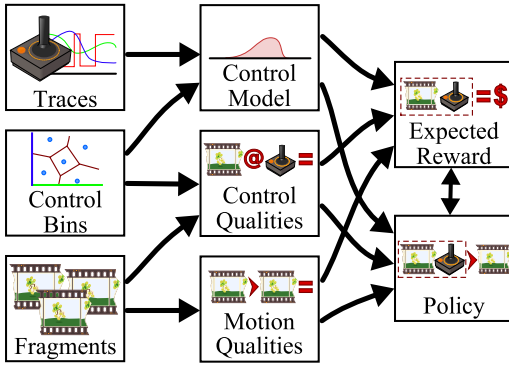 Traces
Control
Bins
Fragments
Control
Model
@ =
Control
Qualities
> =
Motion
Qualities
=$
Expected
Reward
>
Policy